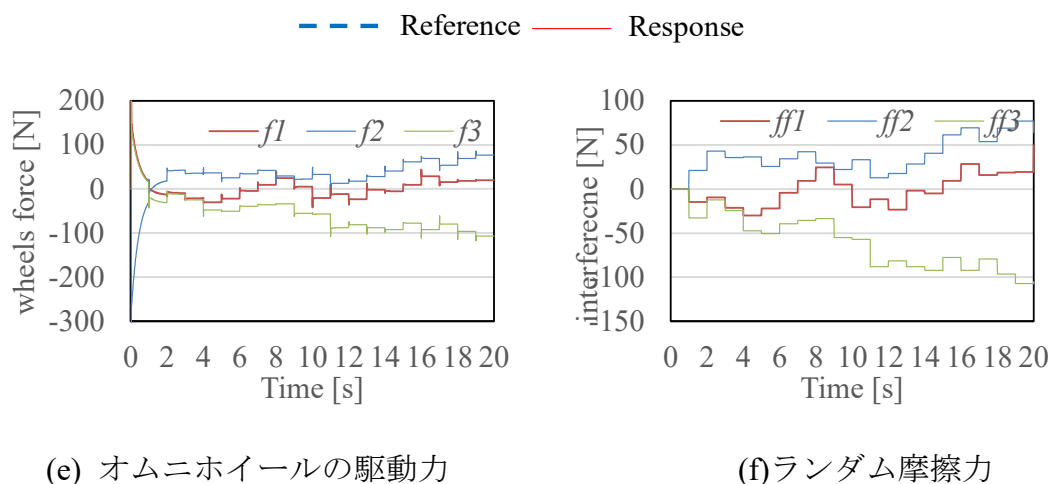 Reference Response
wheels force [N]
200
100
0
-100
-200
-300
f1 f2 f3
0 2 4 6 8 10 12 14 16 18 20
Time [s]
(e) オムニホイールの駆動力
interferecne [N]
100
50
0
-50
-100
-150
ff1 ff2 ff3
0 2 4 6 8 10 12 14 16 18 20
Time [s]
(f)ランダム摩擦力